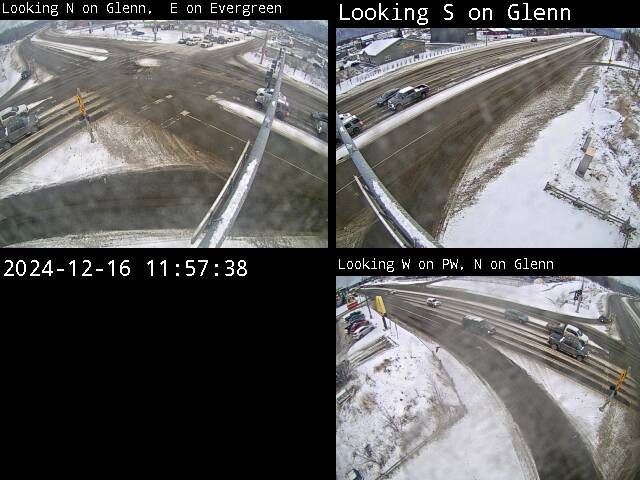 Looking N on Glenn,  E on Evergreen
Looking S on Glenn
2024-12-16 11:57:38
Looking W on PW, N on Glenn